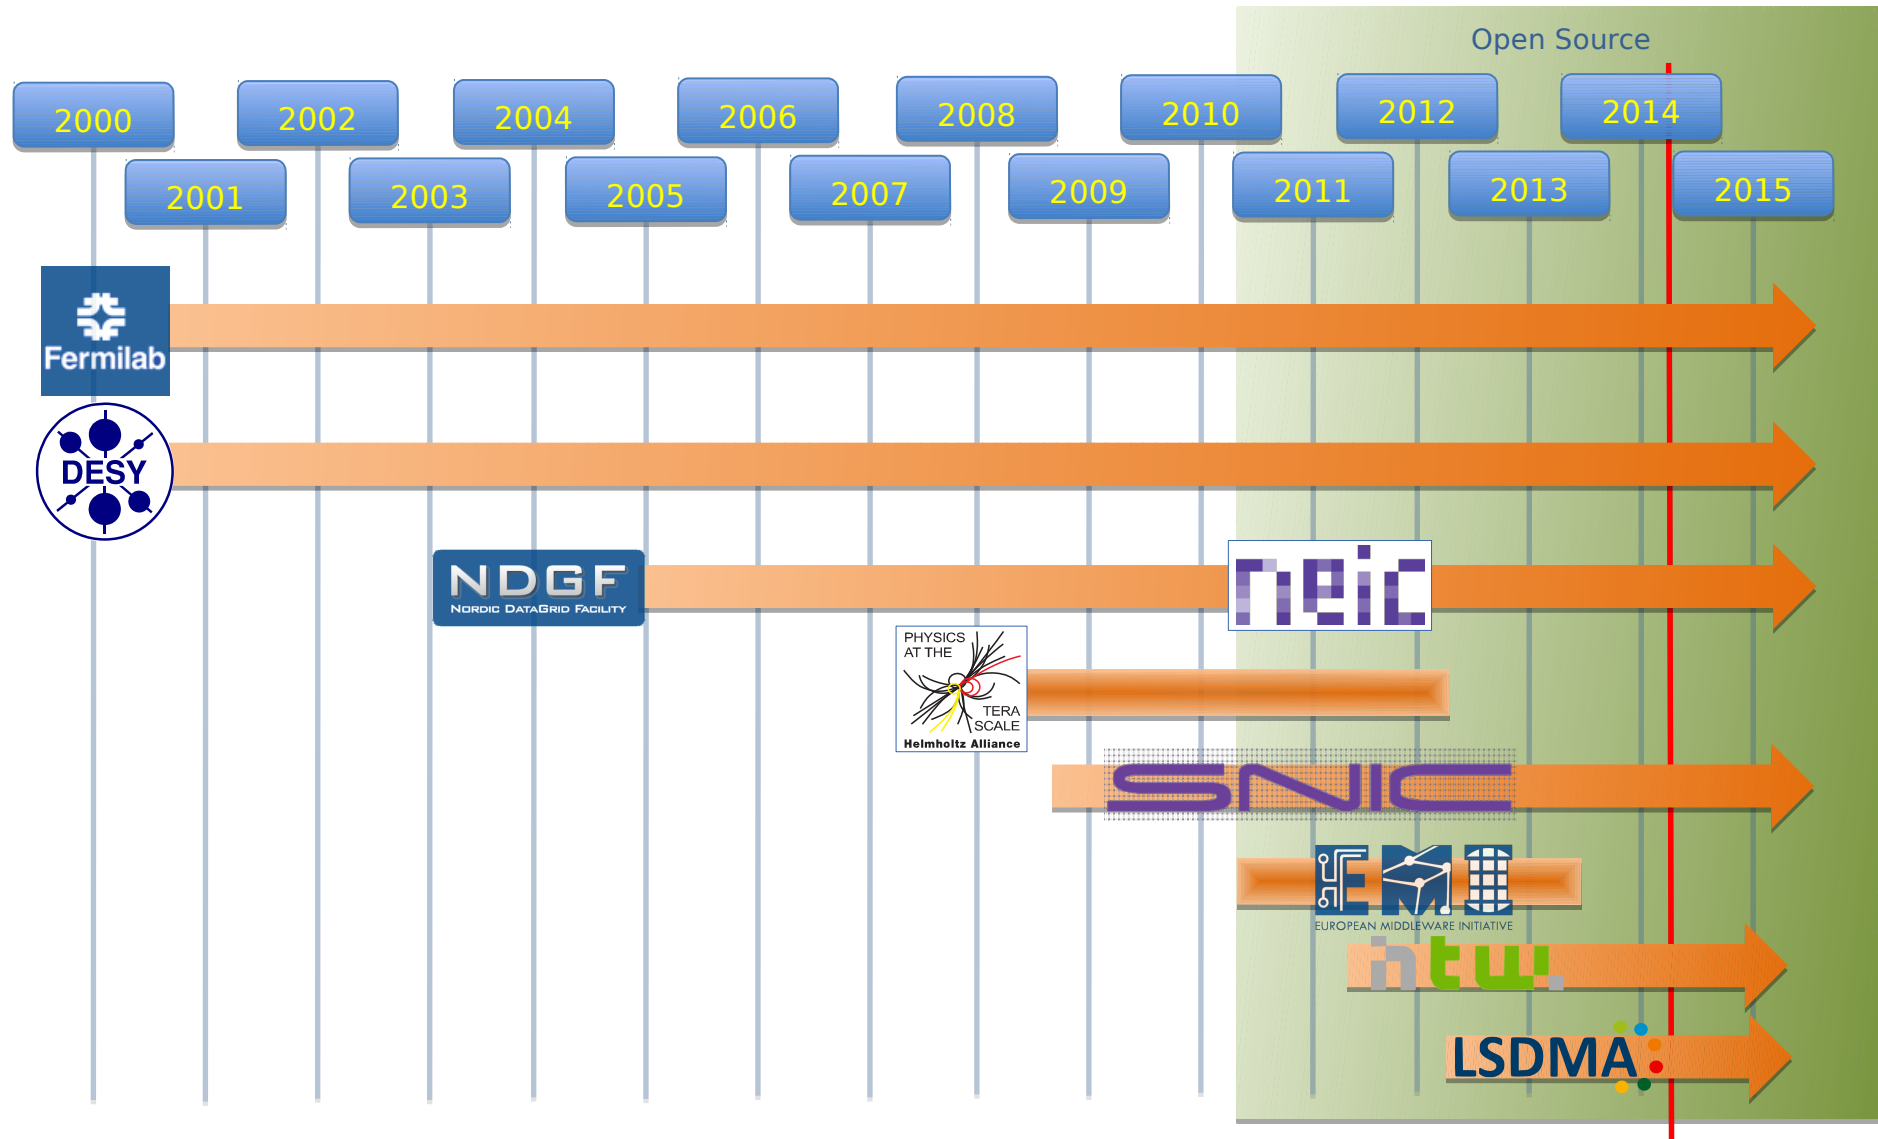 Open Source
2000
2002
2004
2006
2008
2010
2012
2014
2001
2003
2005
2007
2009
2011
2013
2015
Fermilab
DESY
NDGF
NORDIC DATAGRID FACILITY
neic
PHYSICS
AT THE
TERA
SCALE
Helmholtz Alliance
SNIC
EMI
EUROPEAN MIDDLEWARE INITIATIVE
htw.
LSDMA